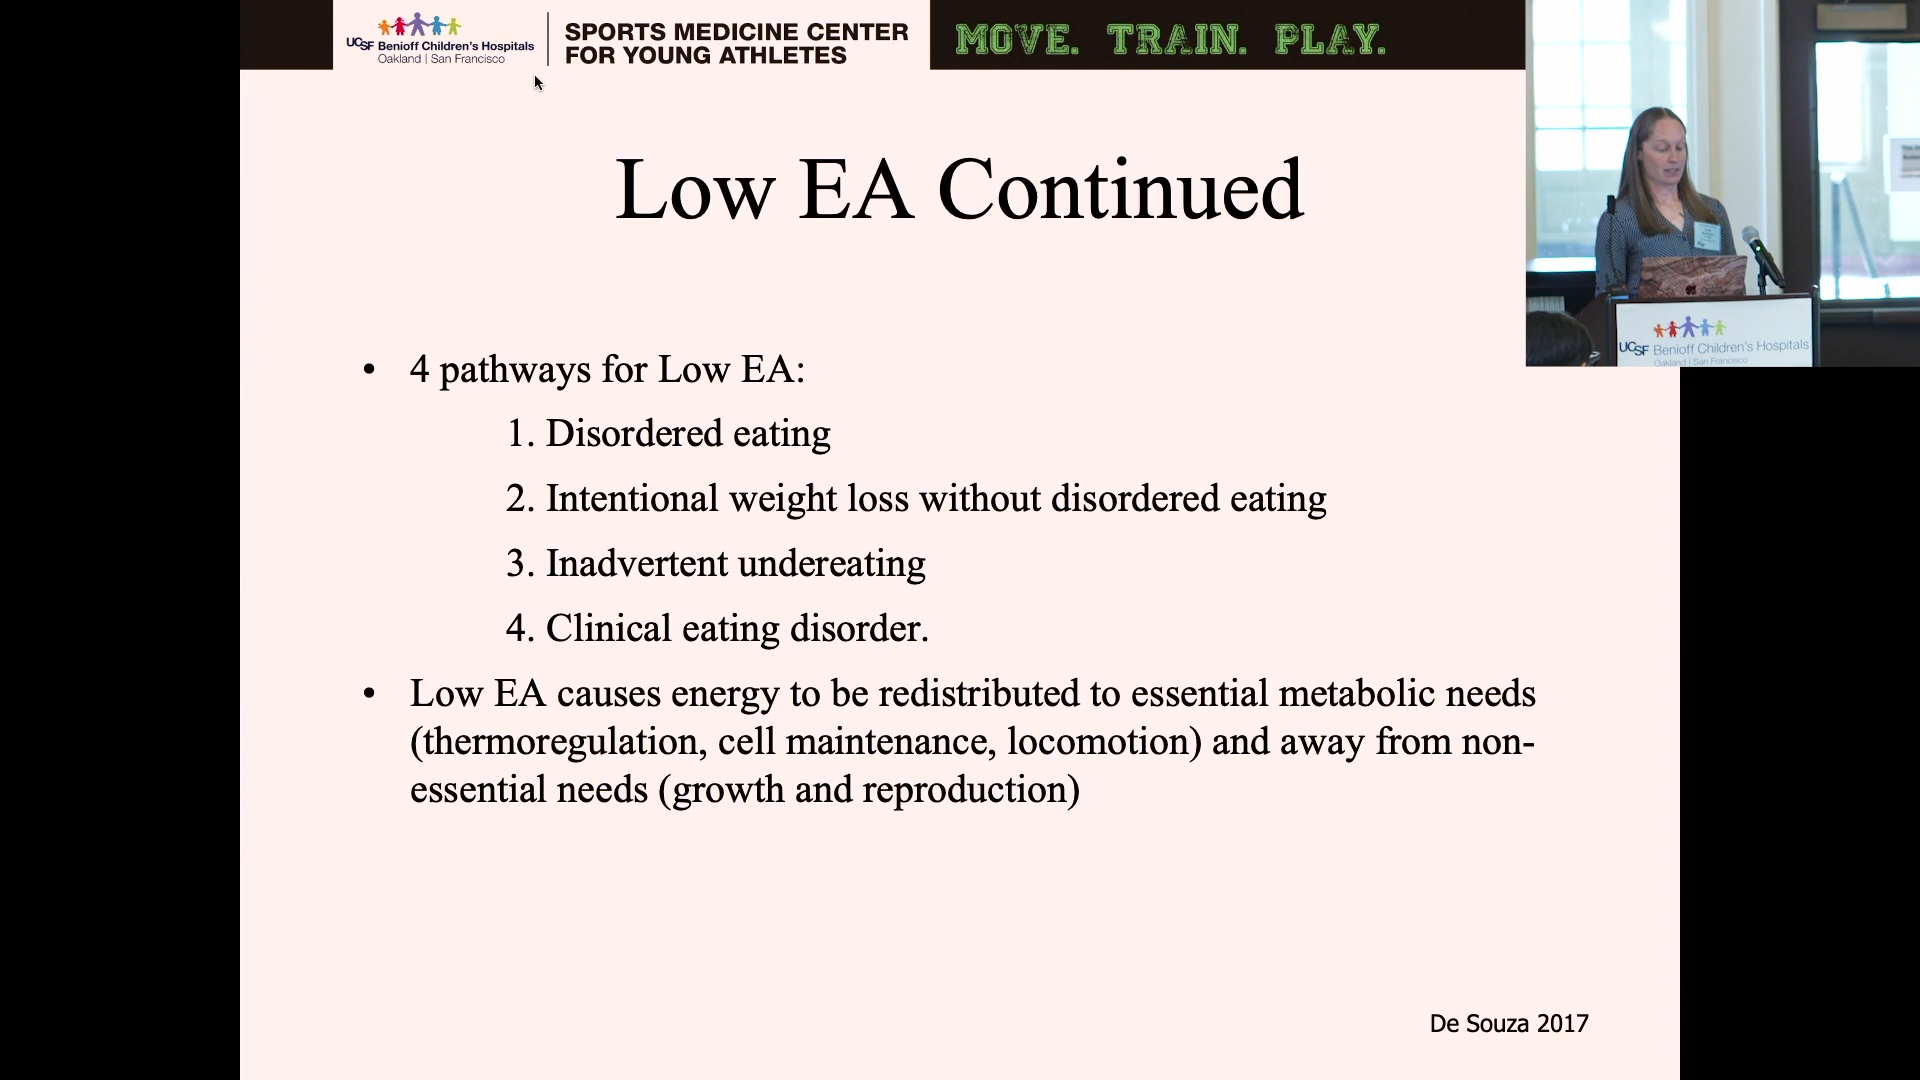 UCSF Benioff Children's Hospitals
Oakland | San Francisco
SPORTS MEDICINE CENTER
FOR YOUNG ATHLETES
MOVE. TRAIN. PLAY.
Low EA Continued
• 4 pathways for Low EA:
1. Disordered eating
2. Intentional weight loss without disordered eating
3. Inadvertent undereating
4. Clinical eating disorder.
• Low EA causes energy to be redistributed to essential metabolic needs
(thermoregulation, cell maintenance, locomotion) and away from non-
essential needs (growth and reproduction)
De Souza 2017
UCSF Benioff Children's Hospitals
Oakland | San Francisco